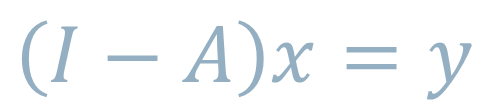 (I − A)x = y